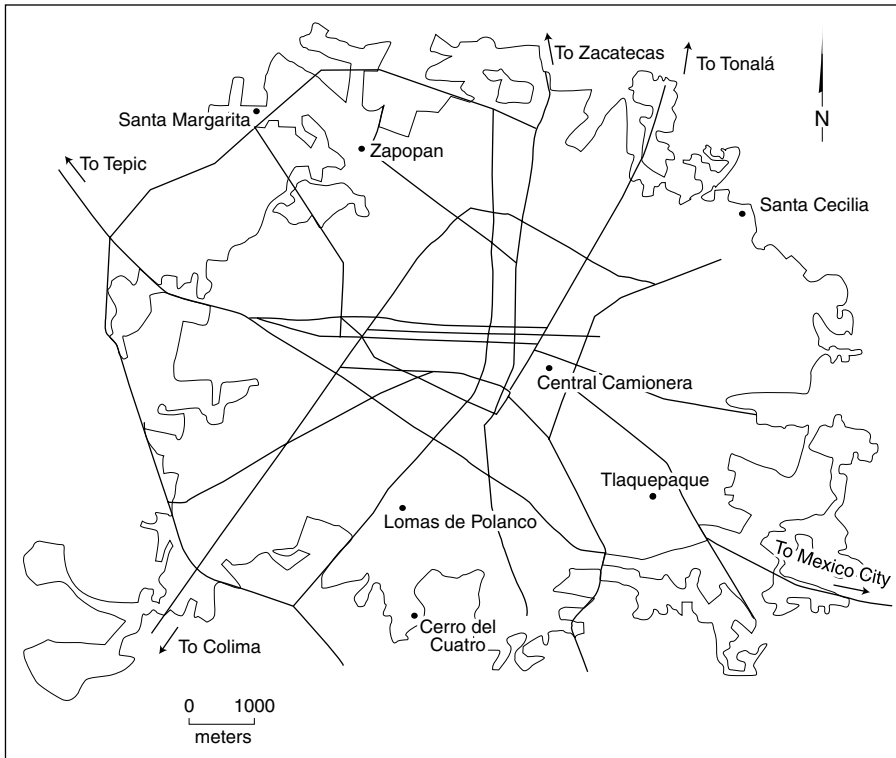 To Zacatecas
To Tonalá
Santa Margarita
N
Zapopan
To Tepic
Santa Cecilia
Central Camionera
Tlaquepaque
Lomas de Polanco
To Mexico City
Cerro del
Cuatro
To Colima
0 1000
meters